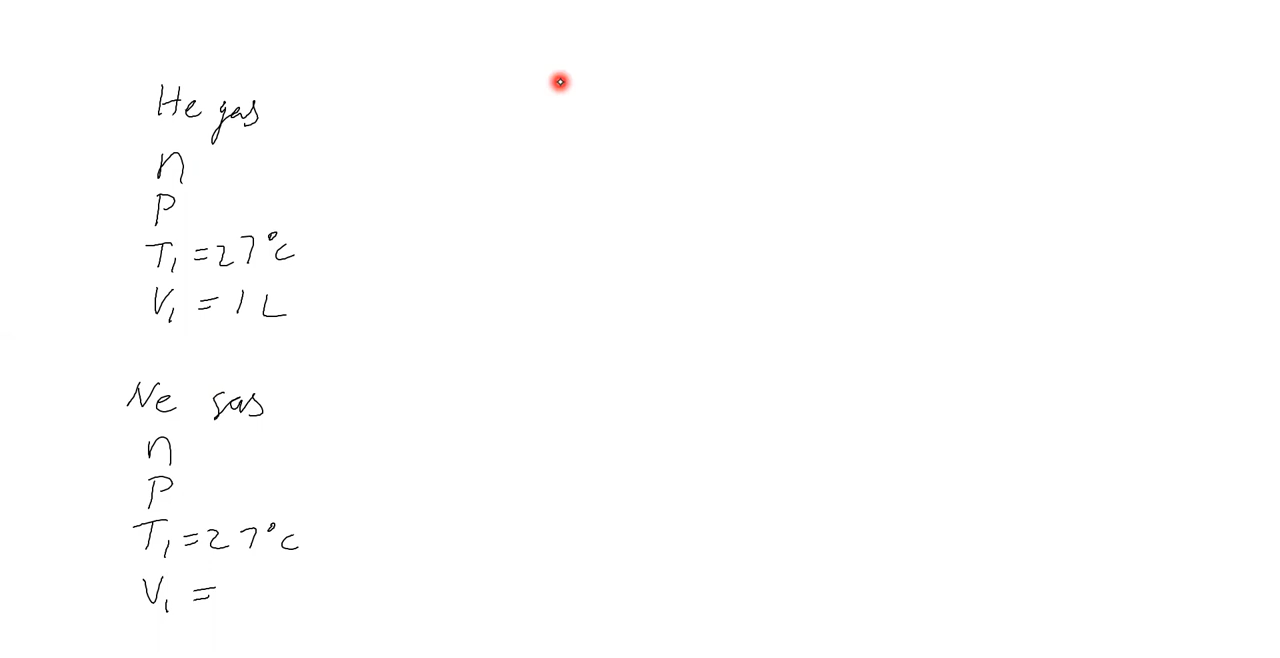 He gas
n
P
T₁ = 27°C
V₁ = 1 L
Ne gas
n
P
T₁ = 27°C
V₁ =